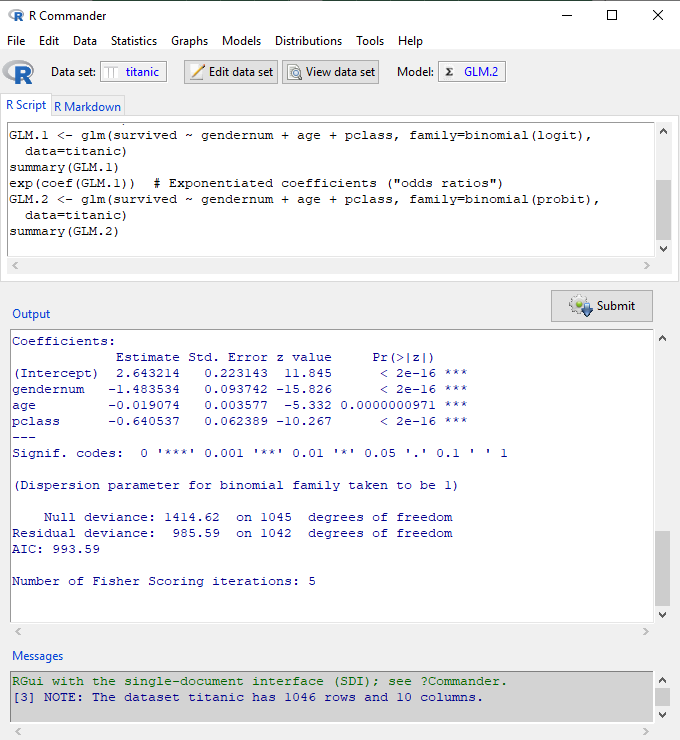 R Commander
File Edit Data Statistics Graphs Models Distributions Tools Help
Data set: titanic Edit data set View data set Model: Σ GLM.2
R Script R Markdown
GLM.1 <- glm(survived ~ gendernum + age + pclass, family=binomial(logit),
  data=titanic)
summary(GLM.1)
exp(coef(GLM.1))  # Exponentiated coefficients ("odds ratios")
GLM.2 <- glm(survived ~ gendernum + age + pclass, family=binomial(probit),
  data=titanic)
summary(GLM.2)
Submit
Output
Coefficients:
             Estimate Std. Error z value     Pr(>|z|)
(Intercept)  2.643214   0.223143  11.845      < 2e-16 ***
gendernum   -1.483534   0.093742 -15.826      < 2e-16 ***
age         -0.019074   0.003577  -5.332 0.0000000971 ***
pclass      -0.640537   0.062389 -10.267      < 2e-16 ***
---
Signif. codes:  0 '***' 0.001 '**' 0.01 '*' 0.05 '.' 0.1 ' ' 1
(Dispersion parameter for binomial family taken to be 1)
    Null deviance: 1414.62  on 1045  degrees of freedom
Residual deviance:  985.59  on 1042  degrees of freedom
AIC: 993.59
Number of Fisher Scoring iterations: 5
Messages
RGui with the single-document interface (SDI); see ?Commander.
[3] NOTE: The dataset titanic has 1046 rows and 10 columns.